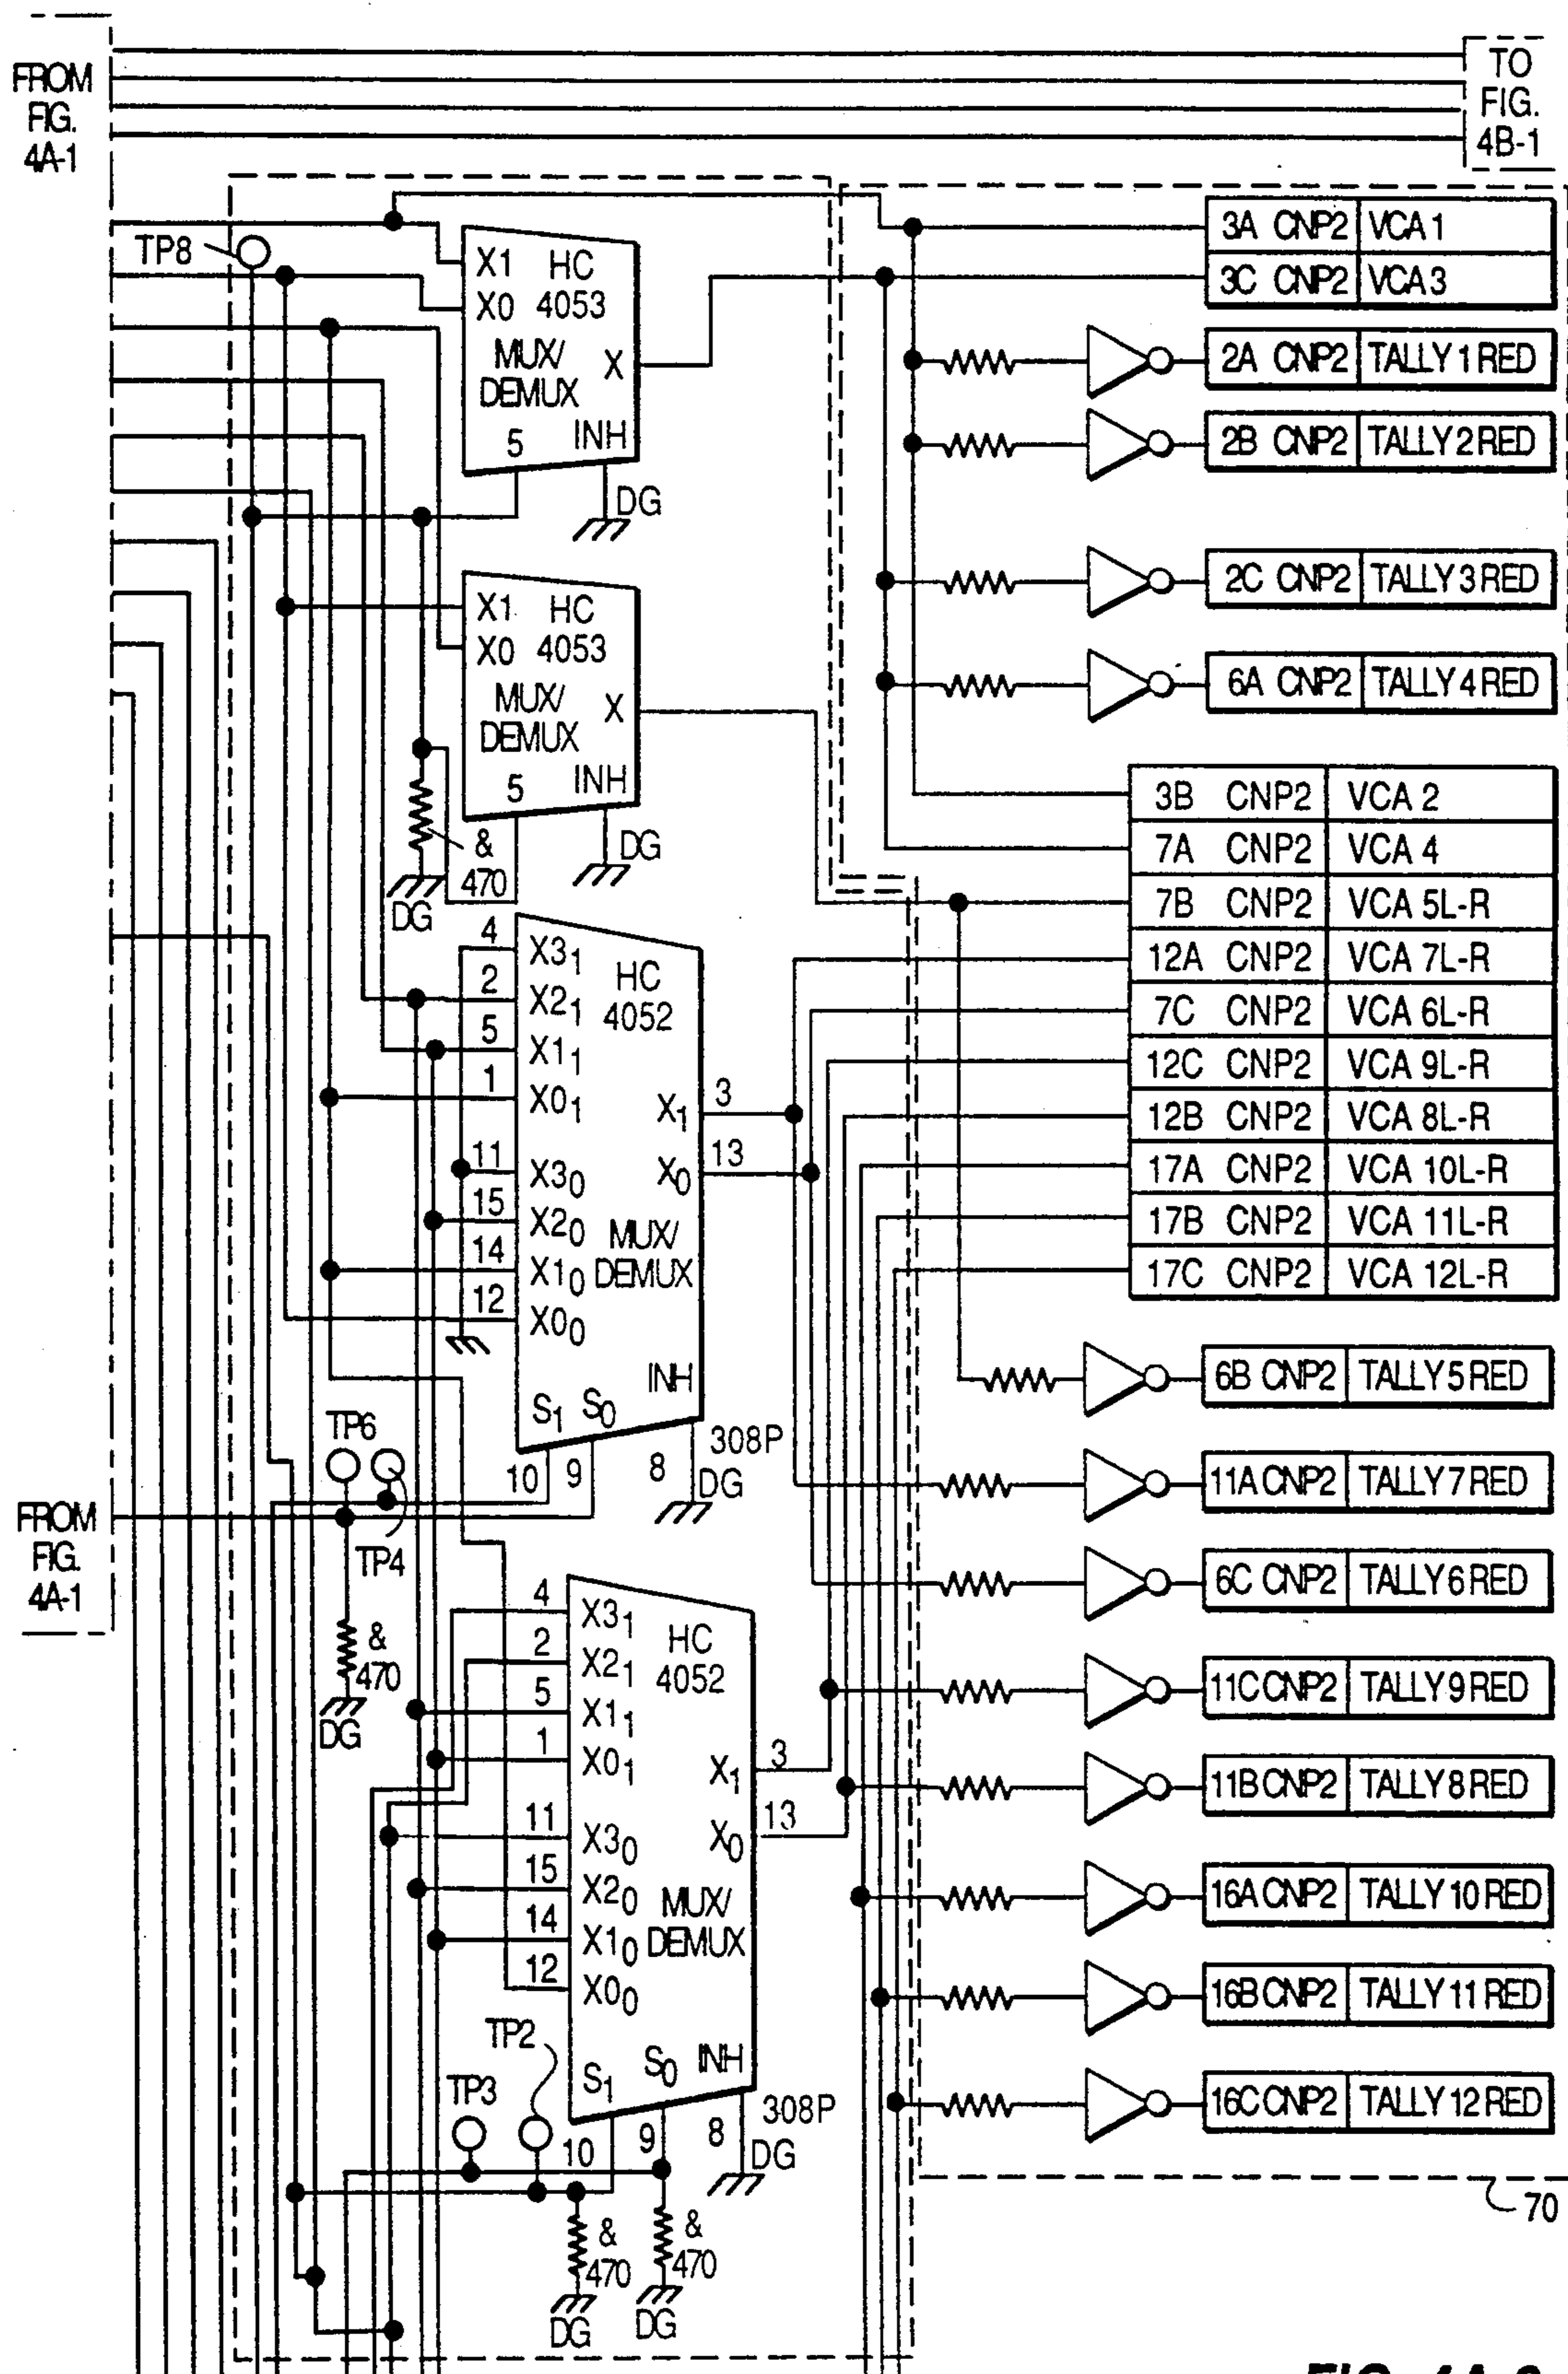 FROM
FIG.
4A-1
TO
FIG.
4B-1
TP8
X1 HC
X0 4053
MUX/
DEMUX
X
5
INH
DG
3A CNP2 VCA 1
3C CNP2 VCA 3
2A CNP2 TALLY 1 RED
2B CNP2 TALLY 2 RED
2C CNP2 TALLY 3 RED
6A CNP2 TALLY 4 RED
X1 HC
X0 4053
MUX/
DEMUX
X
5
INH
DG
&
470
DG
3B CNP2 VCA 2
7A CNP2 VCA 4
7B CNP2 VCA 5L-R
12A CNP2 VCA 7L-R
7C CNP2 VCA 6L-R
12C CNP2 VCA 9L-R
12B CNP2 VCA 8L-R
17A CNP2 VCA 10L-R
17B CNP2 VCA 11L-R
17C CNP2 VCA 12L-R
4 X31
2 X21
5 X11
1 X01
11 X30
15 X20
14 X10
12 X00
HC
4052
X1 3
X0 13
MUX/
DEMUX
INH
S1 S0
10 9 8
308P
DG
TP6
TP4
FROM
FIG.
4A-1
&
470
DG
6B CNP2 TALLY 5 RED
11A CNP2 TALLY 7 RED
6C CNP2 TALLY 6 RED
11C CNP2 TALLY 9 RED
11B CNP2 TALLY 8 RED
16A CNP2 TALLY 10 RED
16B CNP2 TALLY 11 RED
16C CNP2 TALLY 12 RED
4 X31
2 X21
5 X11
1 X01
11 X30
15 X20
14 X10
12 X00
HC
4052
X1 3
X0 13
MUX/
DEMUX
S1 S0 INH
10 9 8
308P
DG
TP2
TP3
&
470
DG
&
470
DG
70